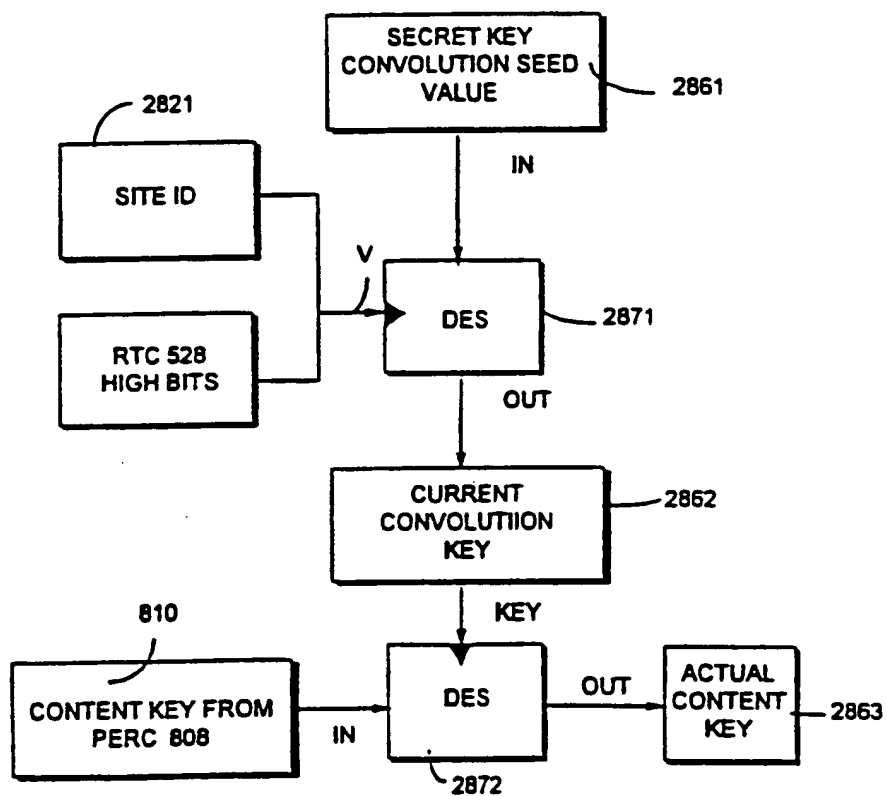 SECRET KEY
CONVOLUTION SEED
VALUE
2861
2821
IN
SITE ID
V
DES
2871
RTC 528
HIGH BITS
OUT
CURRENT
CONVOLUTIION
KEY
2862
KEY
810
CONTENT KEY FROM
PERC 808
IN
DES
OUT
ACTUAL
CONTENT
KEY
2863
2872